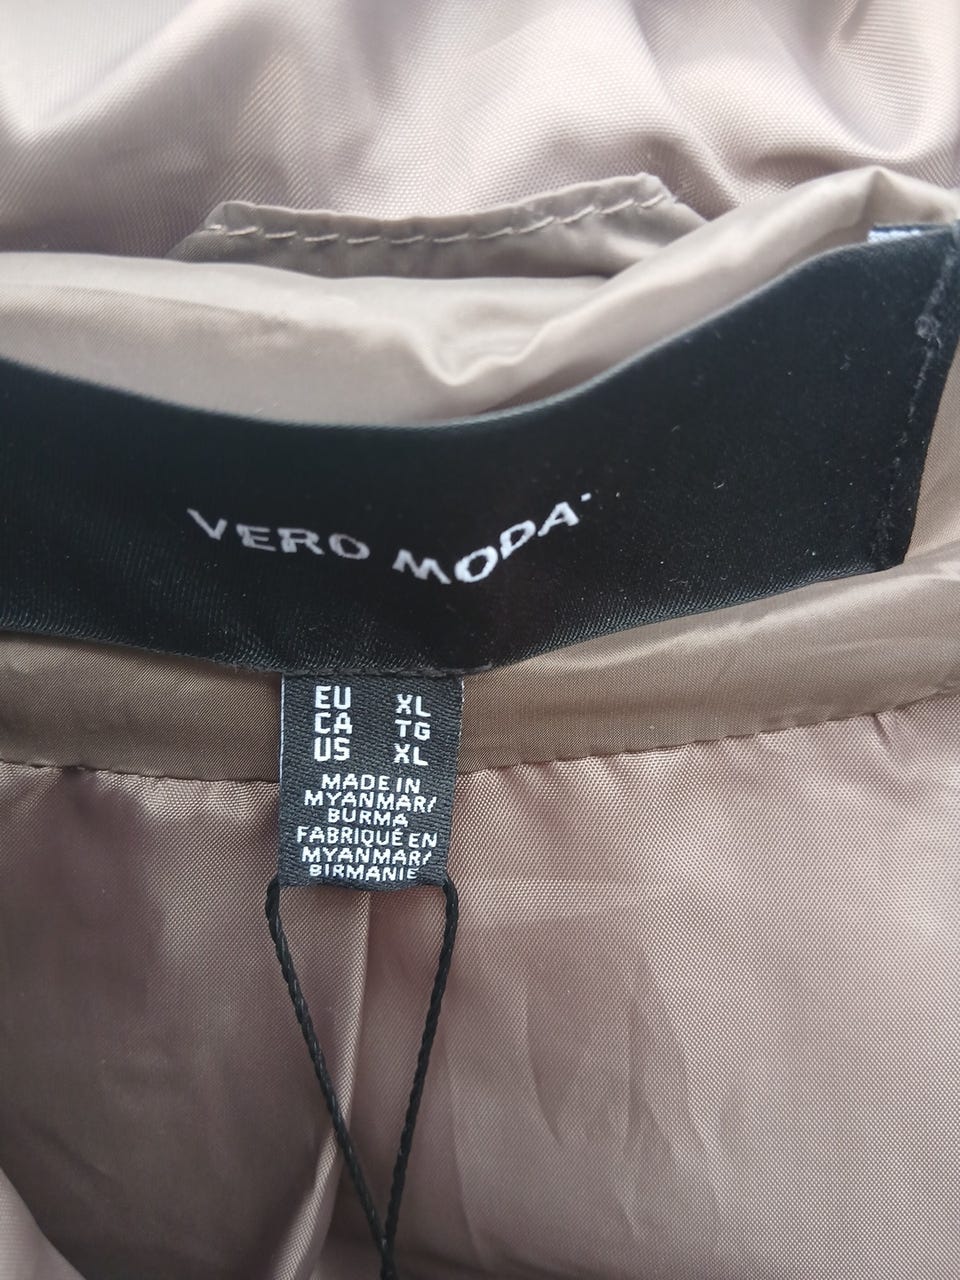 VERO MODA
EU XL
CA TG
US XL
MADE IN
MYANMAR/
BURMA
FABRIQUÉ EN
MYANMAR/
BIRMANIE